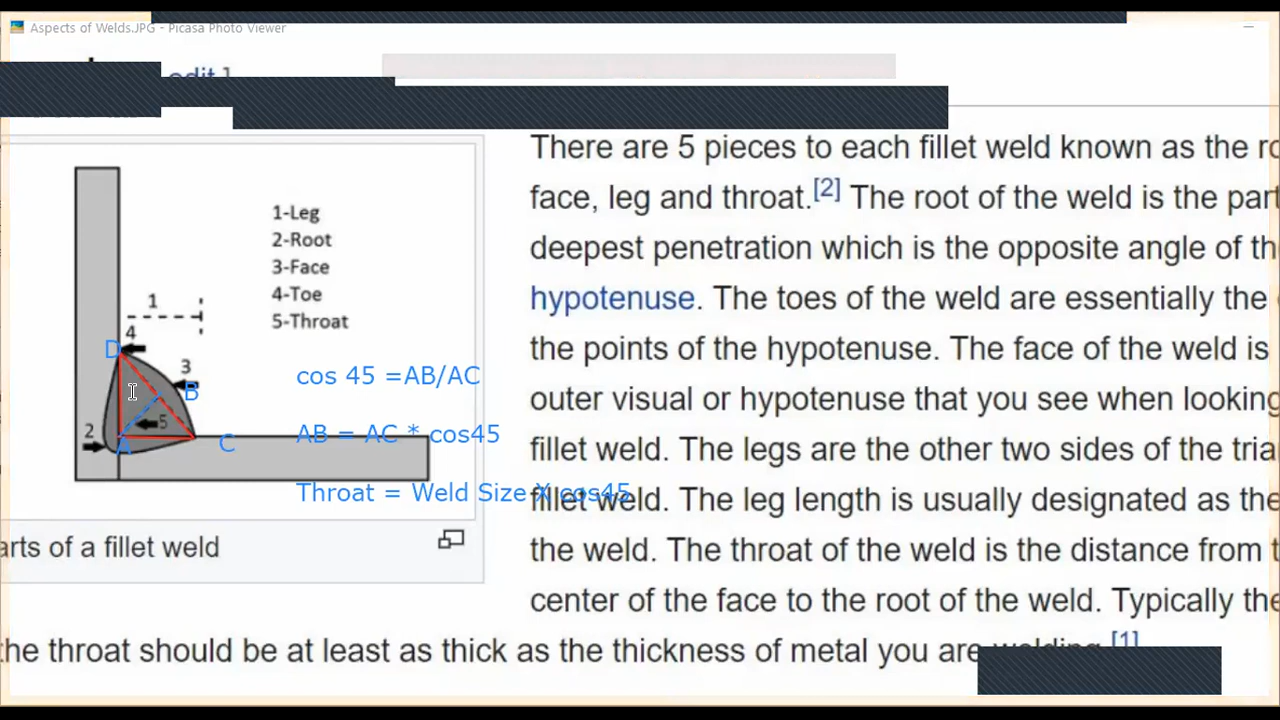 Aspects of Welds.JPG - Picasa Photo Viewer
edit ]
There are 5 pieces to each fillet weld known as the
face, leg and throat.[2] The root of the weld is the part
deepest penetration which is the opposite angle of
hypotenuse. The toes of the weld are essentially the
the points of the hypotenuse. The face of the weld is
outer visual or hypotenuse that you see when looking
fillet weld. The legs are the other two sides of the
fillet weld. The leg length is usually designated as the
the weld. The throat of the weld is the distance from
center of the face to the root of the weld. Typically the
the throat should be at least as thick as the thickness of metal you are welding.[1]
1-Leg
2-Root
3-Face
4-Toe
5-Throat
1
4
D
3
B
5
2
A
C
cos 45 =AB/AC
AB = AC * cos45
Throat = Weld Size X cos45
parts of a fillet weld